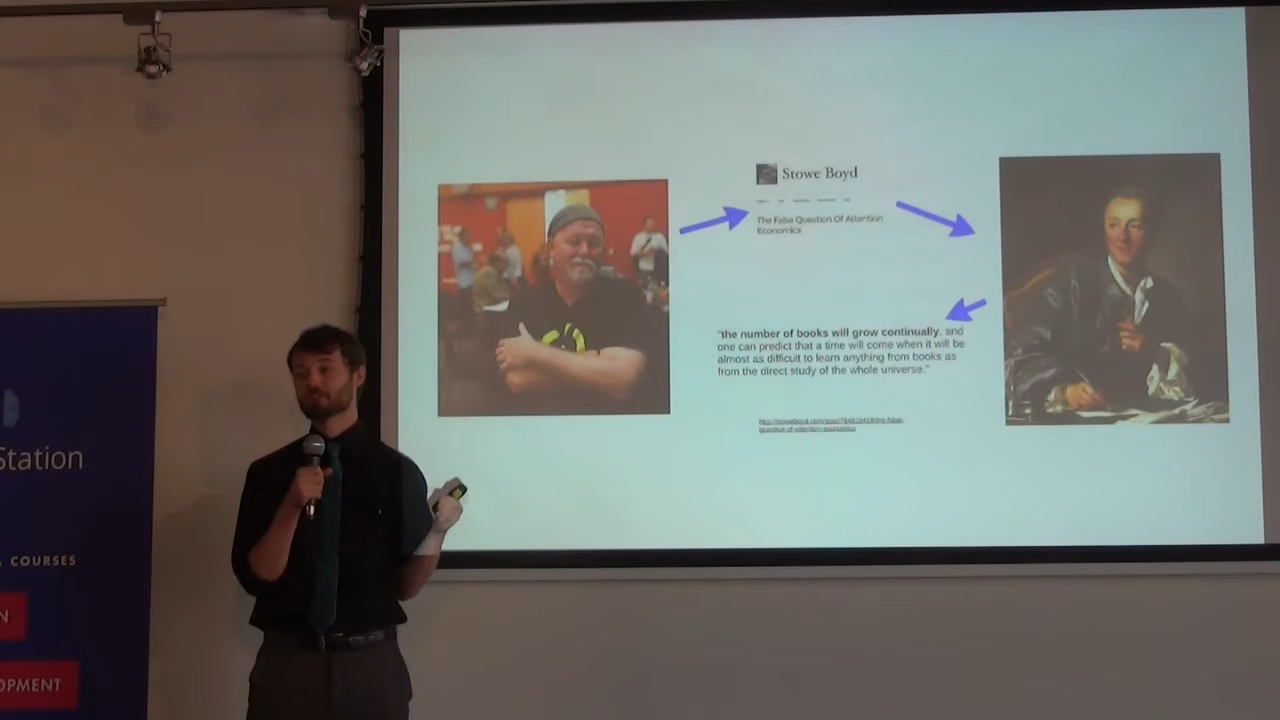 Stowe Boyd
The False Question Of Attention
Economics
"the number of books will grow continually, and
one can predict that a time will come when it will be
almost as difficult to learn anything from books as
from the direct study of the whole universe."
Station
COURSES
N
OPMENT